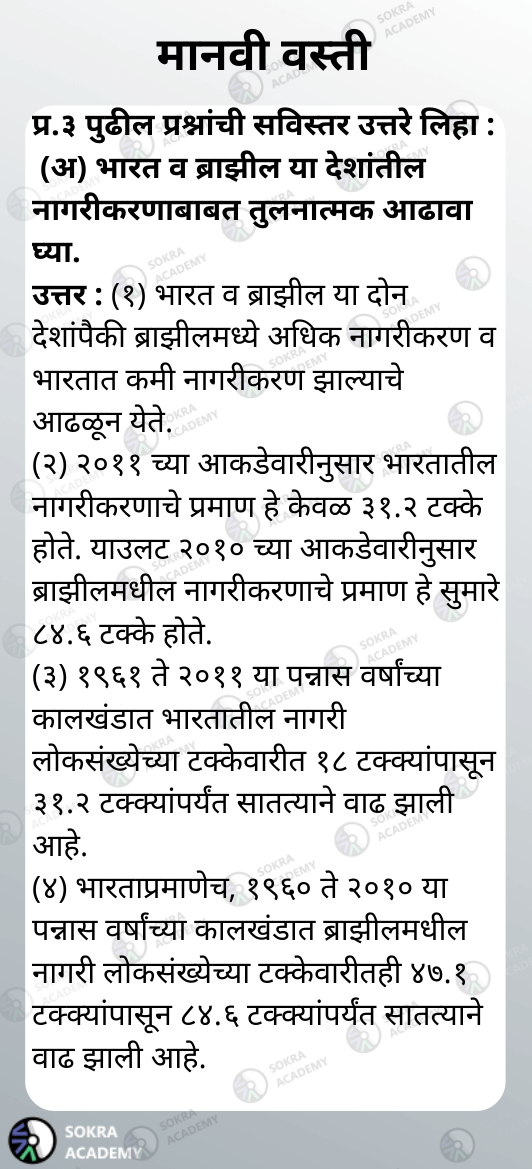 मानवी वस्ती
प्र.३ पुढील प्रश्नांची सविस्तर उत्तरे लिहा :
(अ) भारत व ब्राझील या देशांतील
नागरीकरणाबाबत तुलनात्मक आढावा
घ्या.
उत्तर : (१) भारत व ब्राझील या दोन
देशांपैकी ब्राझीलमध्ये अधिक नागरीकरण व
भारतात कमी नागरीकरण झाल्याचे
आढळून येते.
(२) २०११ च्या आकडेवारीनुसार भारतातील
नागरीकरणाचे प्रमाण हे केवळ ३१.२ टक्के
होते. याउलट २०१० च्या आकडेवारीनुसार
ब्राझीलमधील नागरीकरणाचे प्रमाण हे सुमारे
८४.६ टक्के होते.
(३) १९६१ ते २०११ या पन्नास वर्षांच्या
कालखंडात भारतातील नागरी
लोकसंख्येच्या टक्केवारीत १८ टक्क्यांपासून
३१.२ टक्क्यांपर्यंत सातत्याने वाढ झाली
आहे.
(४) भारताप्रमाणेच, १९६० ते २०१० या
पन्नास वर्षांच्या कालखंडात ब्राझीलमधील
नागरी लोकसंख्येच्या टक्केवारीतही ४७.१
टक्क्यांपासून ८४.६ टक्क्यांपर्यंत सातत्याने
वाढ झाली आहे.
SOKRA
ACADEMY